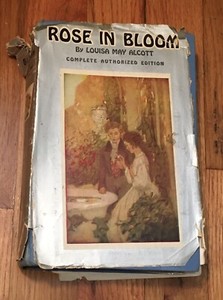 ROSE IN BLOOM
By LOUISA MAY ALCOTT
COMPLETE AUTHORIZED EDITION